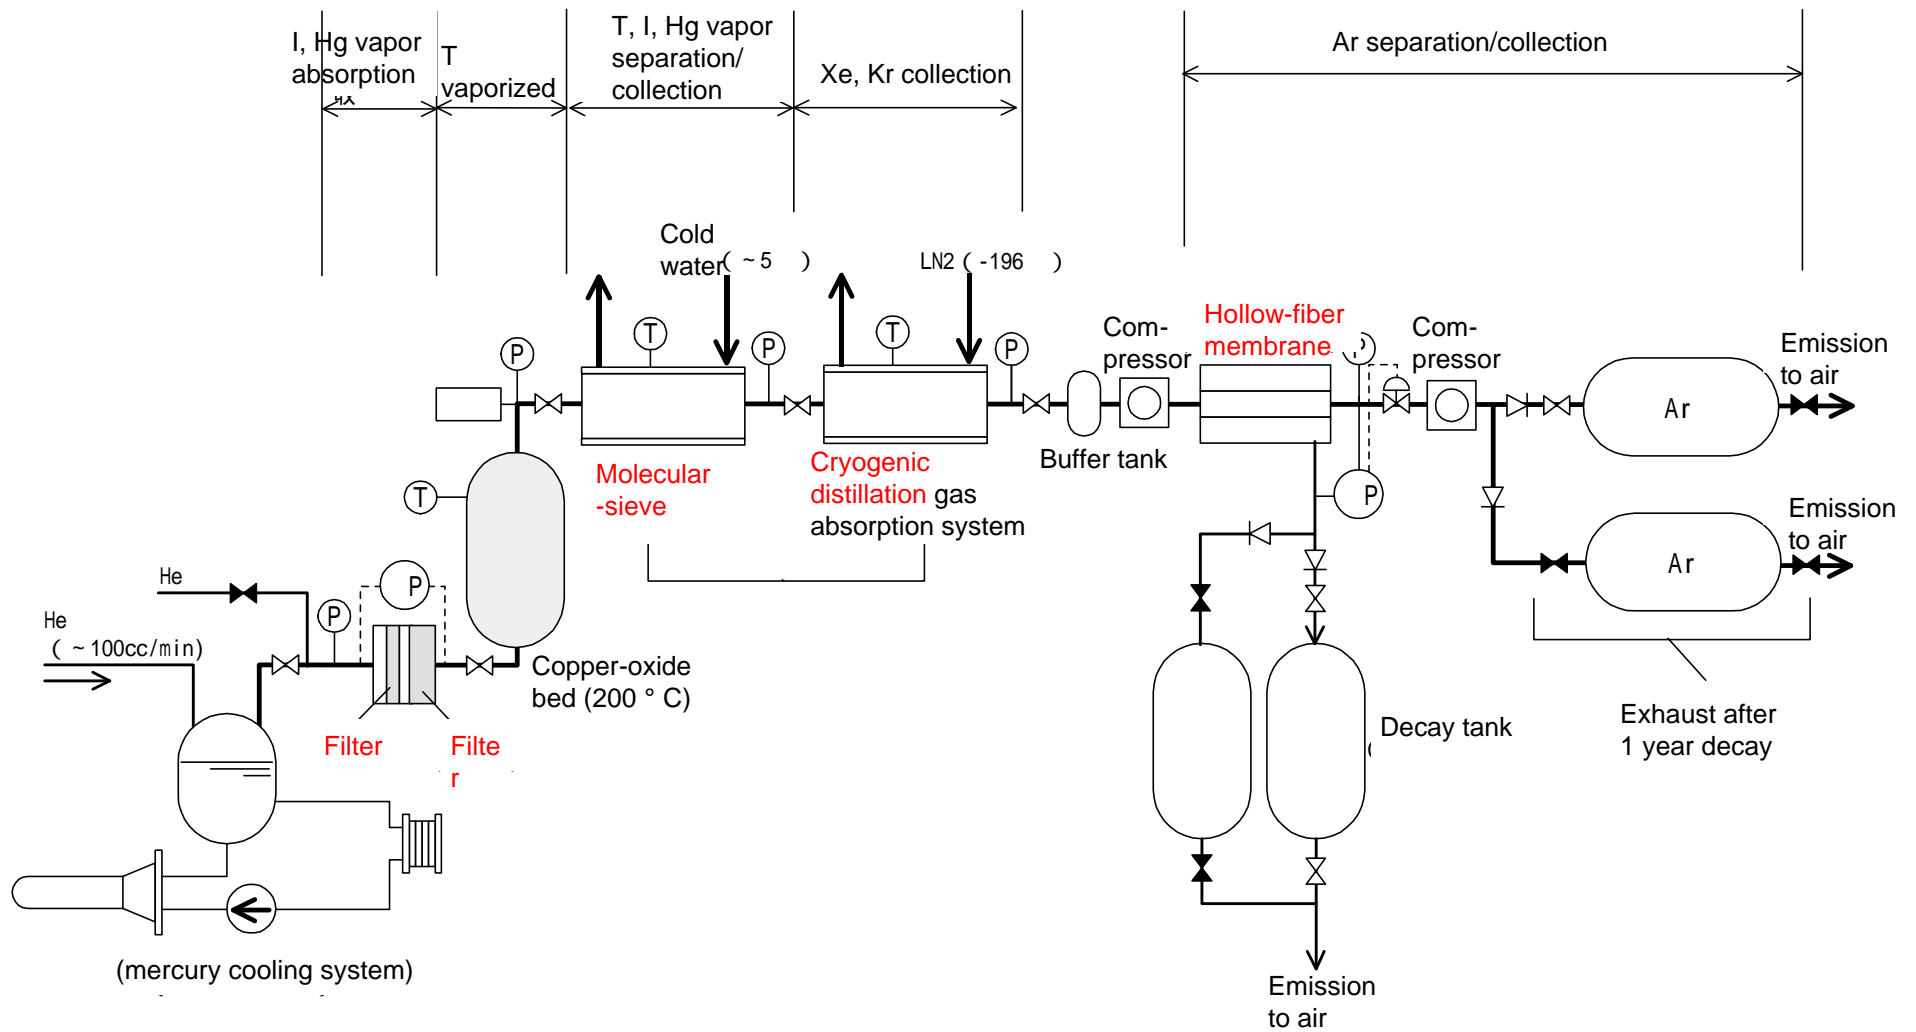 I, Hg vapor
absorption
T
vaporized
T, I, Hg vapor
separation/
collection
Xe, Kr collection
Ar separation/collection
Cold
water
( ~5 )
LN2 ( -196 )
T
T
P
P
P
Com-
pressor
Hollow-fiber
membrane
P
Com-
pressor
Emission
to air
Ar
Buffer tank
Molecular
-sieve
Cryogenic
distillation gas
absorption system
T
P
Emission
to air
Ar
He
P
P
He
( ~100cc/min)
Copper-oxide
bed (200 ° C)
Filter
Filte
r
Decay tank
Exhaust after
1 year decay
(mercury cooling system)
Emission
to air